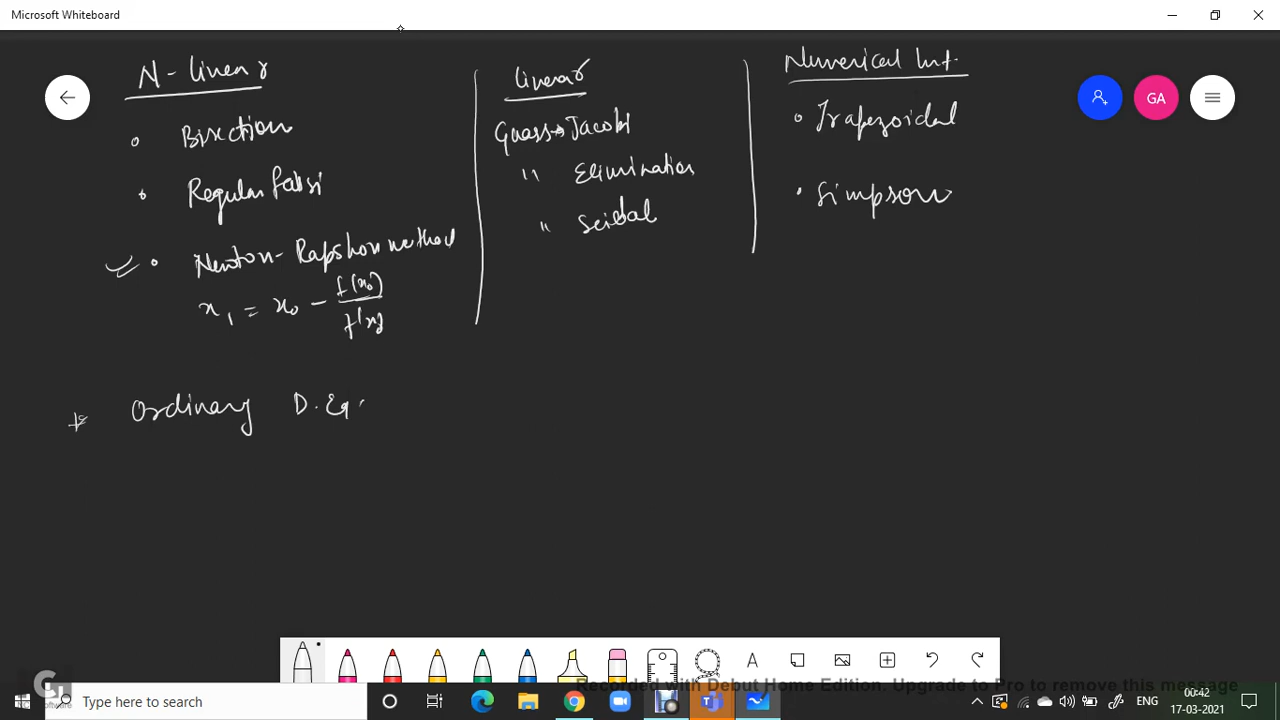 Microsoft Whiteboard
N-linear
• Bisection
• Regular falsi
• Newton-Rapshon method
x₁ = x₀ - f(x₀)/f'(x₀)
linear
Guass → Jacobi
" Elimination
" Seidal
Numerical Int.
• Trapezoidal
• Simpson
GA
* Ordinary D. Eq.
A
Recorded with Debut Home Edition. Upgrade to Pro to remove this message
Type here to search
ENG
00:42
17-03-2021